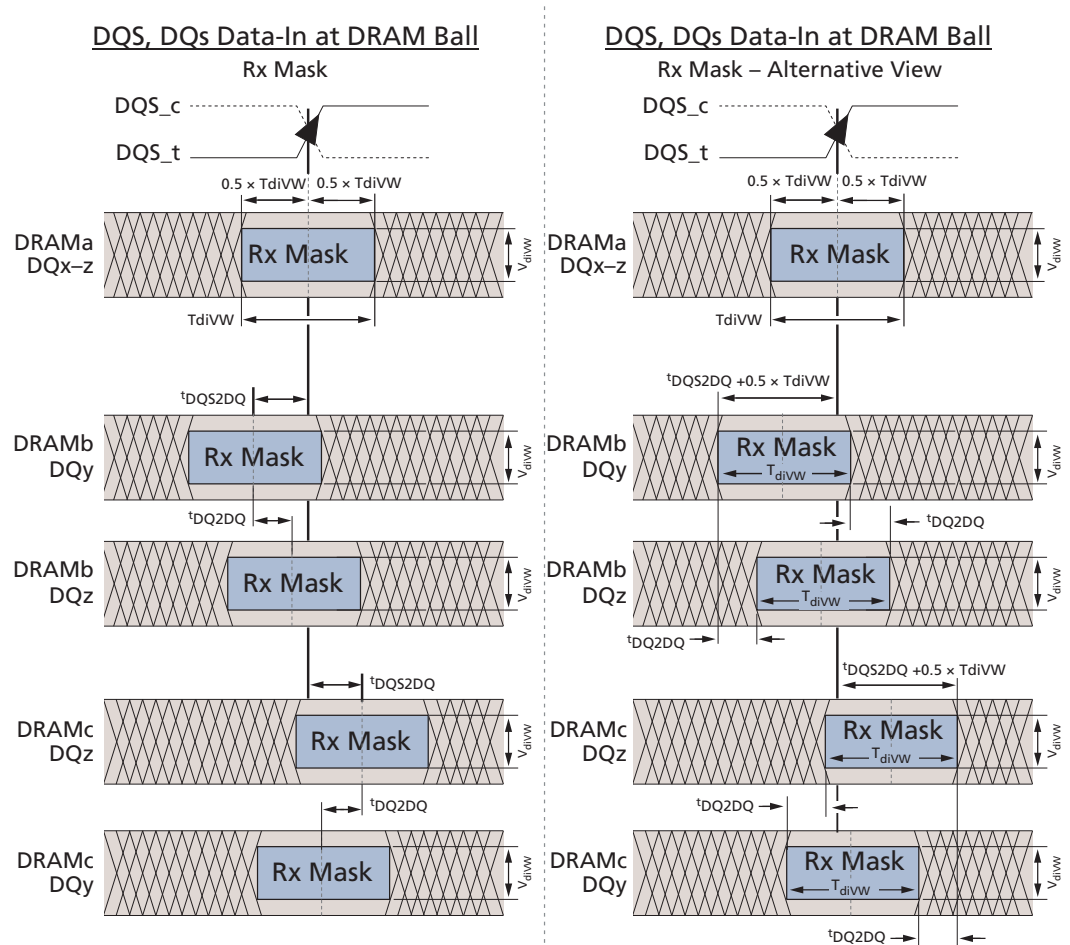 DQS, DQs Data-In at DRAM Ball
Rx Mask
DQS_c
DQS_t
0.5 × TdiVW
0.5 × TdiVW
DRAMa
DQx–z
Rx Mask
VdiVW
TdiVW
tDQS2DQ
DRAMb
DQy
Rx Mask
VdiVW
tDQ2DQ
DRAMb
DQz
Rx Mask
VdiVW
tDQS2DQ
DRAMc
DQz
Rx Mask
VdiVW
tDQ2DQ
DRAMc
DQy
Rx Mask
VdiVW
DQS, DQs Data-In at DRAM Ball
Rx Mask – Alternative View
DQS_c
DQS_t
0.5 × TdiVW
0.5 × TdiVW
DRAMa
DQx–z
Rx Mask
VdiVW
TdiVW
tDQS2DQ +0.5 × TdiVW
DRAMb
DQy
Rx Mask
TdiVW
VdiVW
tDQ2DQ
DRAMb
DQz
Rx Mask
TdiVW
VdiVW
tDQ2DQ
tDQS2DQ +0.5 × TdiVW
DRAMc
DQz
Rx Mask
TdiVW
VdiVW
tDQ2DQ
DRAMc
DQy
Rx Mask
TdiVW
VdiVW
tDQ2DQ